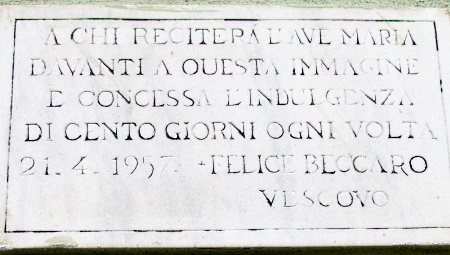 A CHI RECITERÀ L'AVE MARIA
DAVANTI A QUESTA IMMAGINE
E CONCESSA L'INDULGENZA
DI CENTO GIORNI OGNI VOLTA
21. 4. 1957. +FELICE BECCARO
VESCOVO